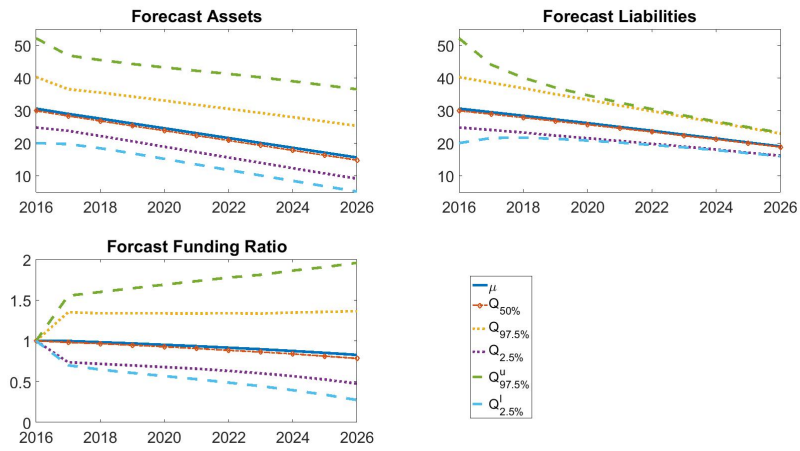 Forecast Assets
50
40
30
20
10
2016 2018 2020 2022 2024 2026
Forecast Liabilities
50
40
30
20
10
2016 2018 2020 2022 2024 2026
Forcast Funding Ratio
2
1.5
1
0.5
0
2016 2018 2020 2022 2024 2026
μ
Q50%
Q97.5%
Q2.5%
Qu97.5%
Ql2.5%